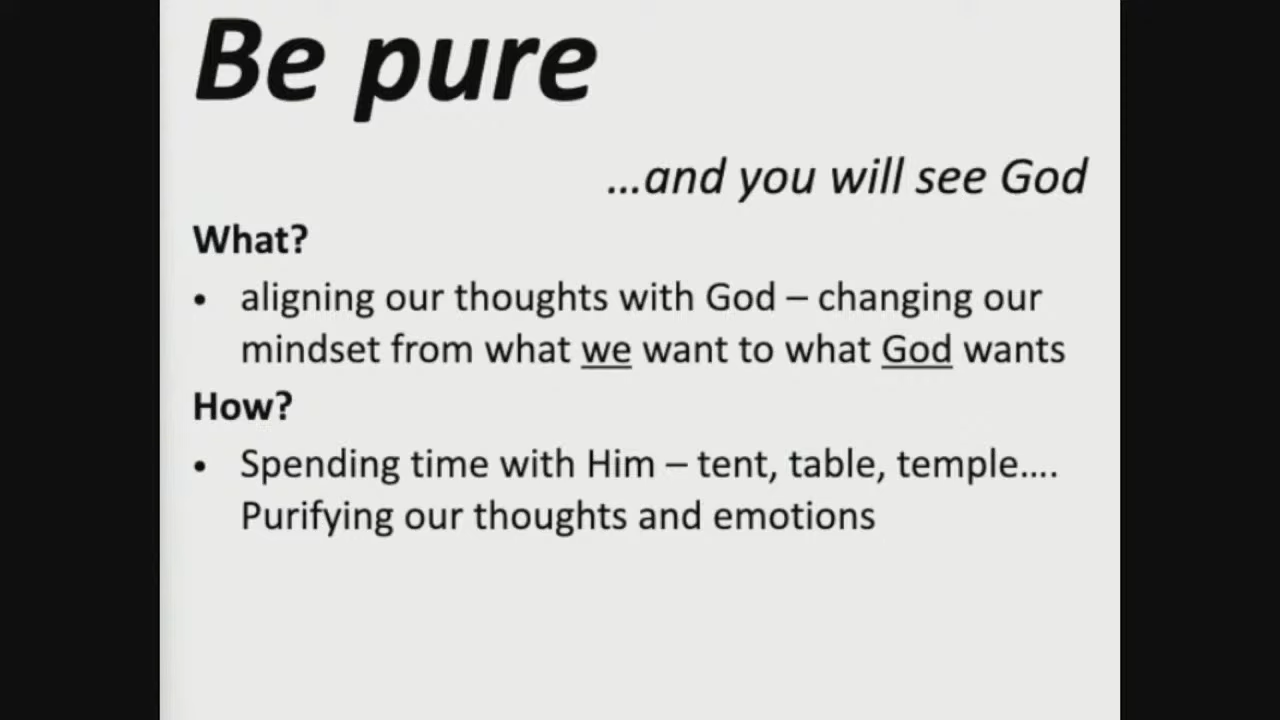 Be pure
...and you will see God
What?
• aligning our thoughts with God – changing our
mindset from what we want to what God wants
How?
• Spending time with Him – tent, table, temple....
Purifying our thoughts and emotions